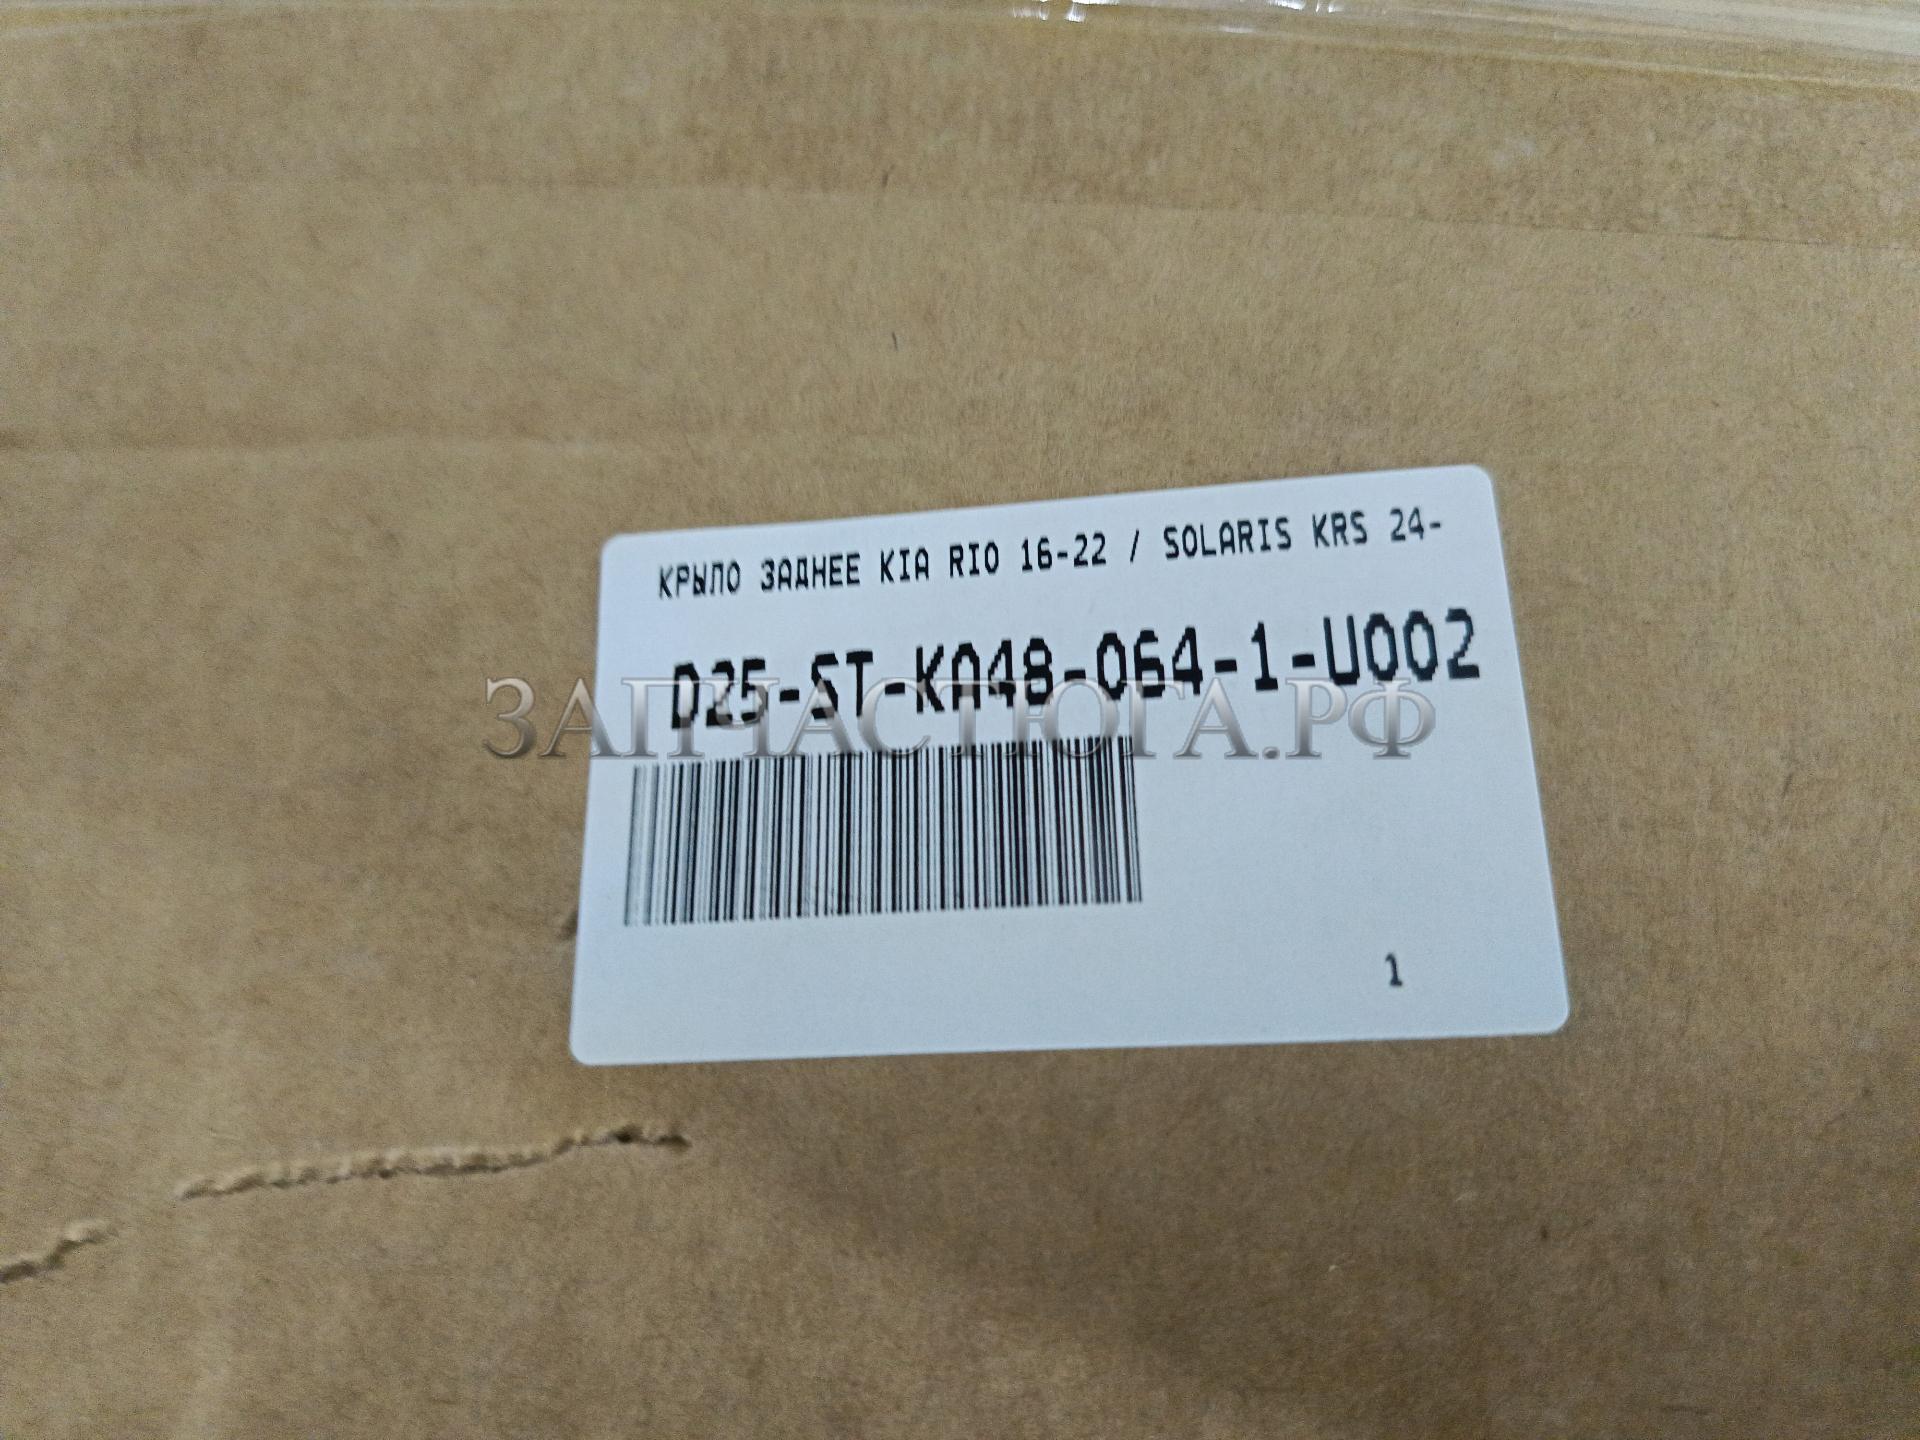 КРЫЛО ЗАДНЕЕ KIA RIO 16-22 / SOLARIS KRS 24-
D25-ST-KA48-064-1-U002
ЗАПЧАСТЮГА.РФ
1